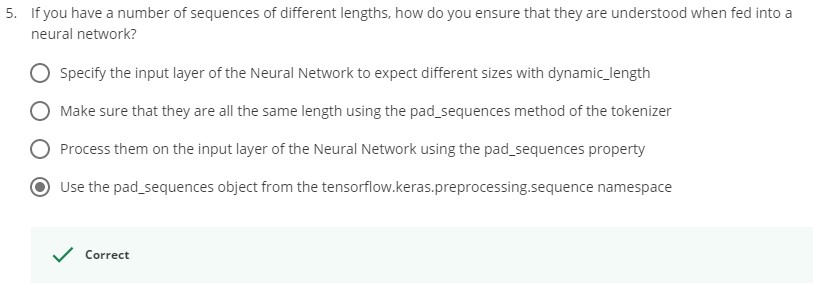 5. If you have a number of sequences of different lengths, how do you ensure that they are understood when fed into a
neural network?
Specify the input layer of the Neural Network to expect different sizes with dynamic_length
Make sure that they are all the same length using the pad_sequences method of the tokenizer
Process them on the input layer of the Neural Network using the pad_sequences property
Use the pad_sequences object from the tensorflow.keras.preprocessing.sequence namespace
Correct